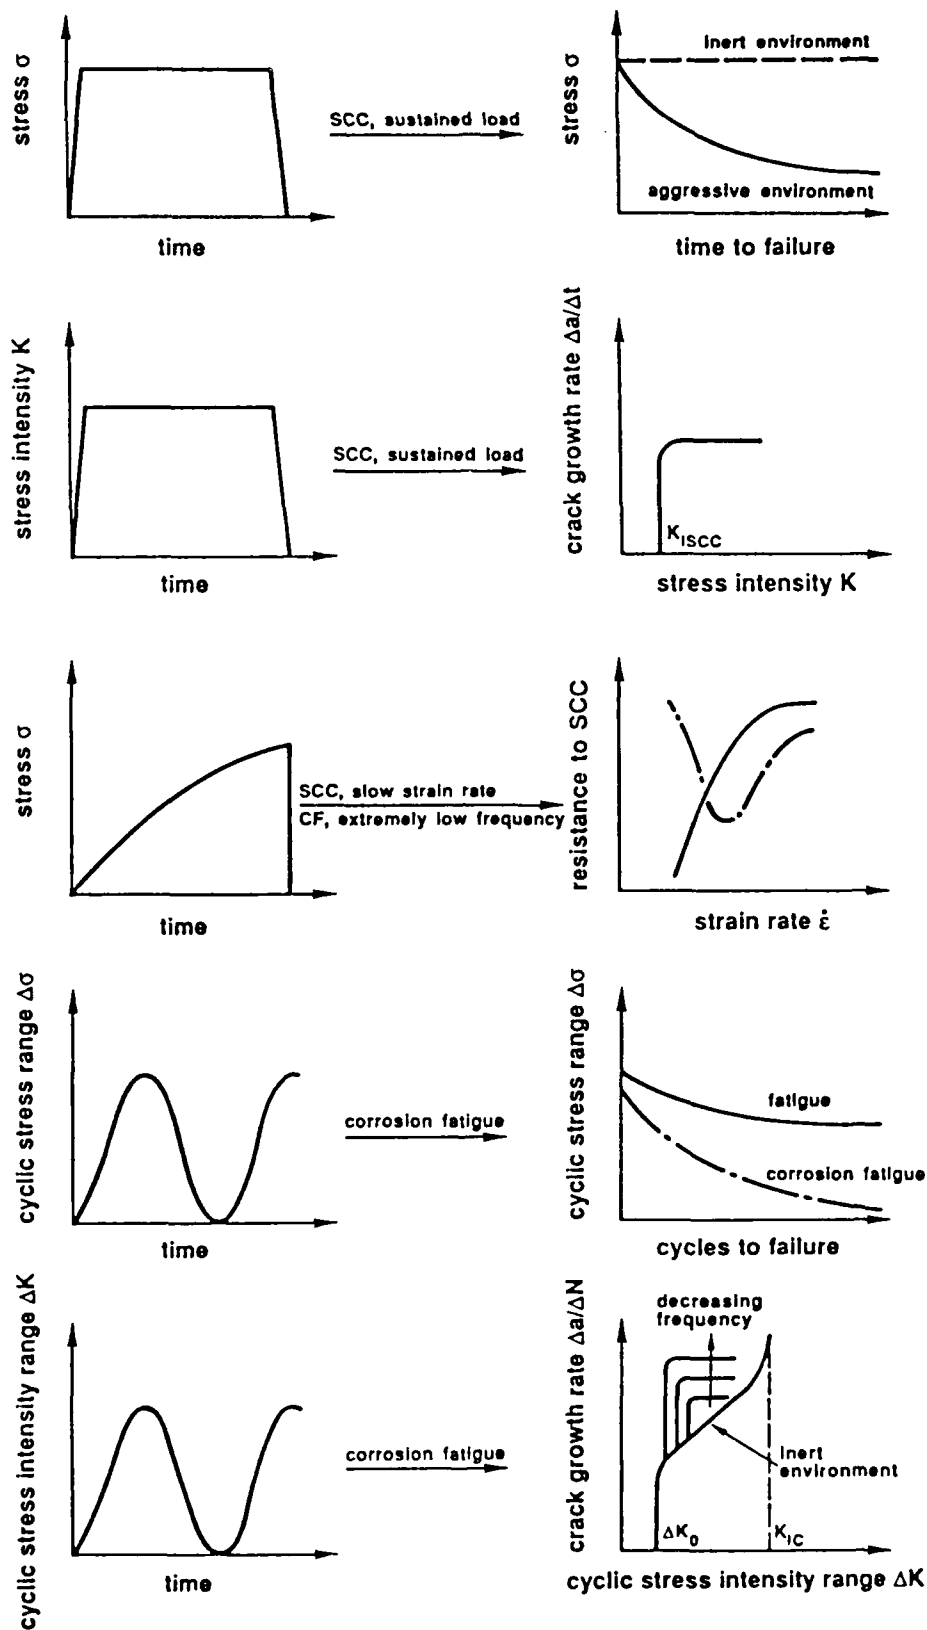 stress σ
time
SCC, sustained load
stress σ
Inert environment
aggressive environment
time to failure
stress intensity K
time
SCC, sustained load
crack growth rate Δa/Δt
K_ISCC
stress intensity K
stress σ
time
SCC, slow strain rate
CF, extremely low frequency
resistance to SCC
strain rate ε̇
cyclic stress range Δσ
time
corrosion fatigue
cyclic stress range Δσ
fatigue
corrosion fatigue
cycles to failure
cyclic stress intensity range ΔK
time
corrosion fatigue
crack growth rate Δa/ΔN
decreasing
frequency
Inert
environment
ΔK₀
K_IC
cyclic stress intensity range ΔK